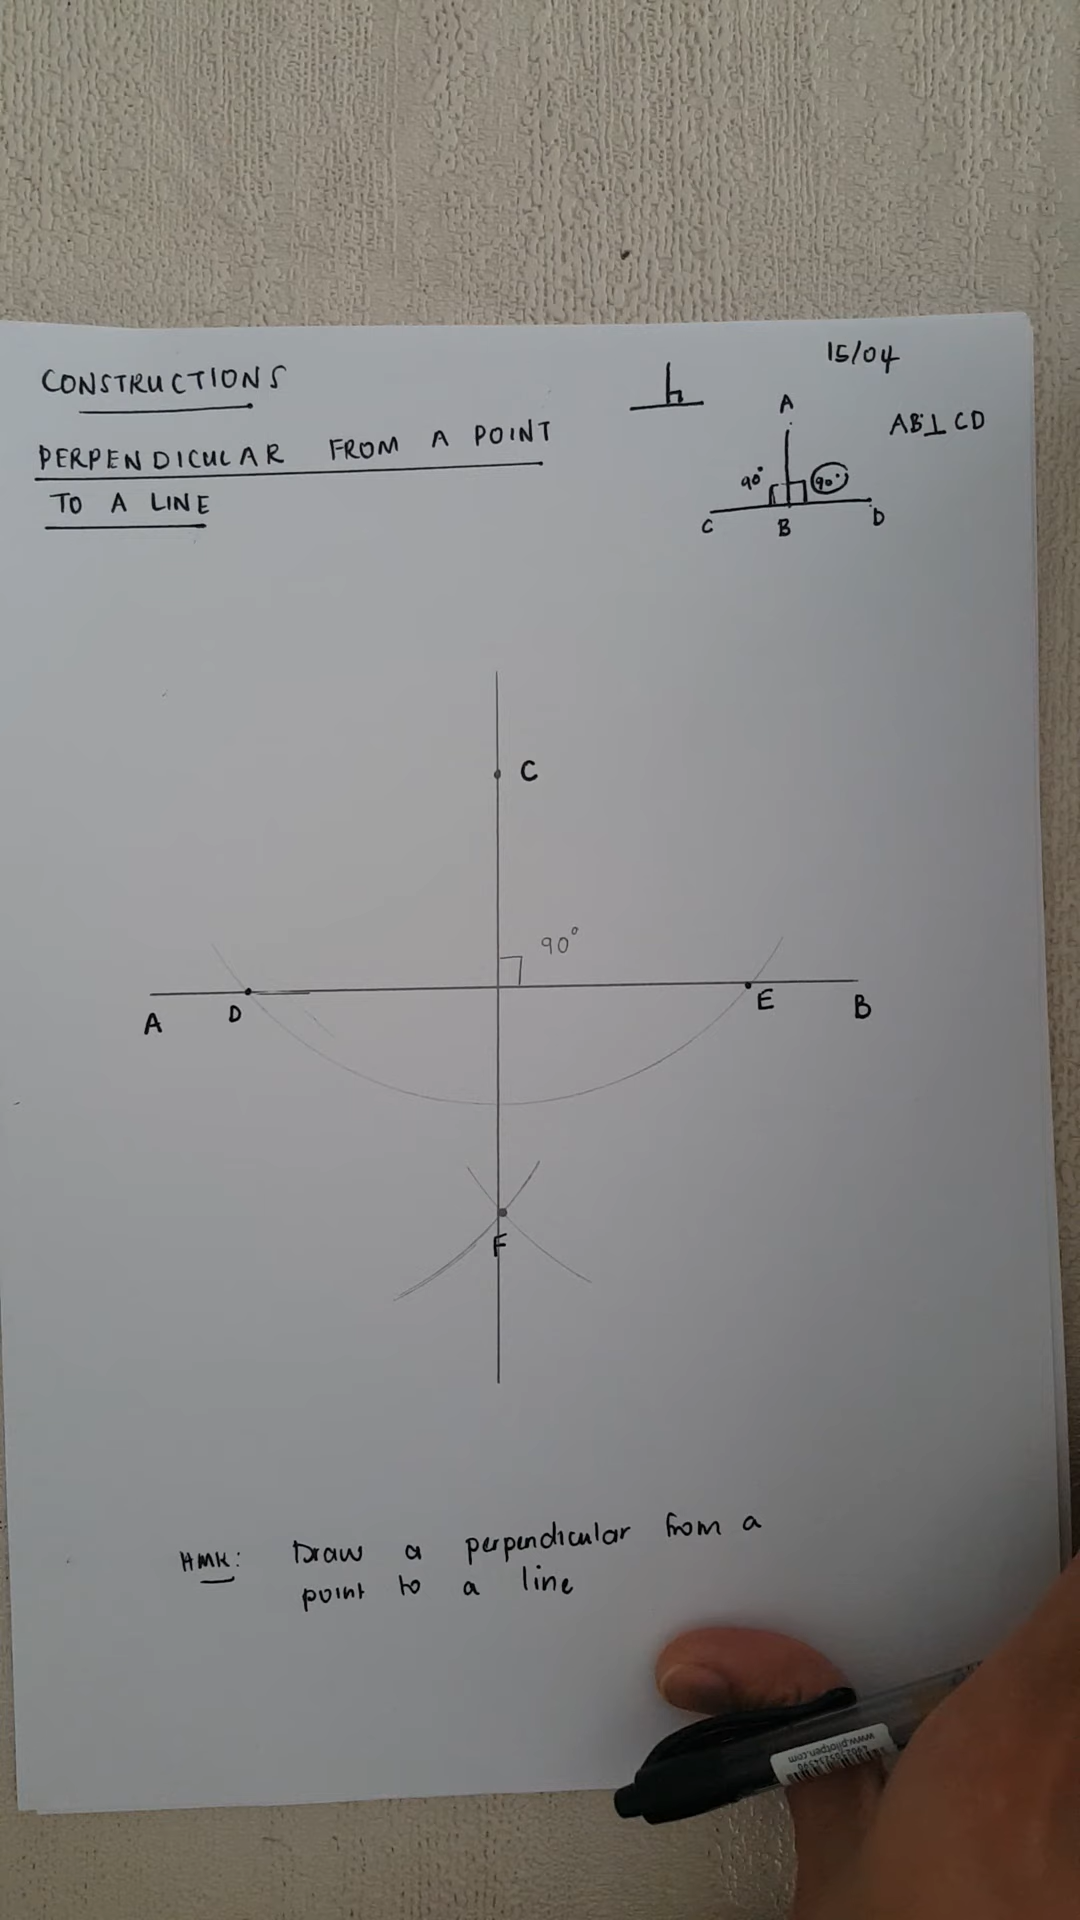 15/04
CONSTRUCTIONS
PERPENDICULAR FROM A POINT
TO A LINE
A
AB⊥CD
90° 90°
C B D
C
90°
A D E B
F
HMK: Draw a perpendicular from a
point to a line
www.pilotpen.com